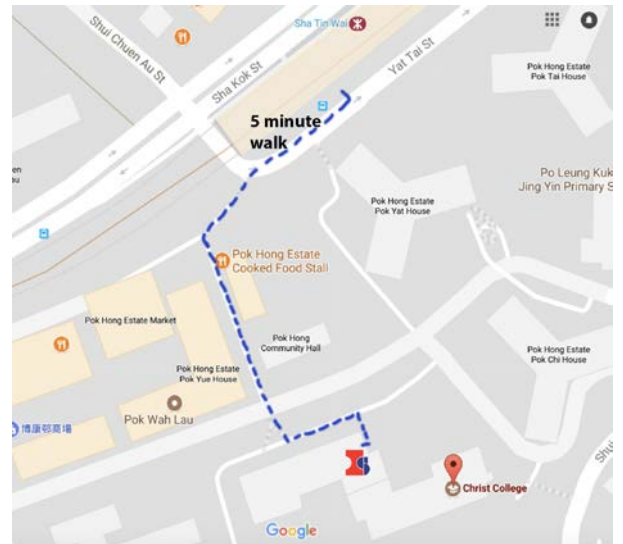 Shui Chuen Au St
Sha Tin Wai
Sha Kok St
Yat Tai St
Pok Hong Estate
Pok Tai House
5 minute
walk
Po Leung Kuk
Jing Yin Primary S
en
au
Pok Hong Estate
Pok Yat House
Pok Hong Estate
Cooked Food Stall
Pok Hong Estate Market
Pok Hong
Community Hall
Pok Hong Estate
Pok Yue House
Pok Hong Estate
Pok Chi House
Pok Wah Lau
博康邨商場
Shui
Christ College
Google